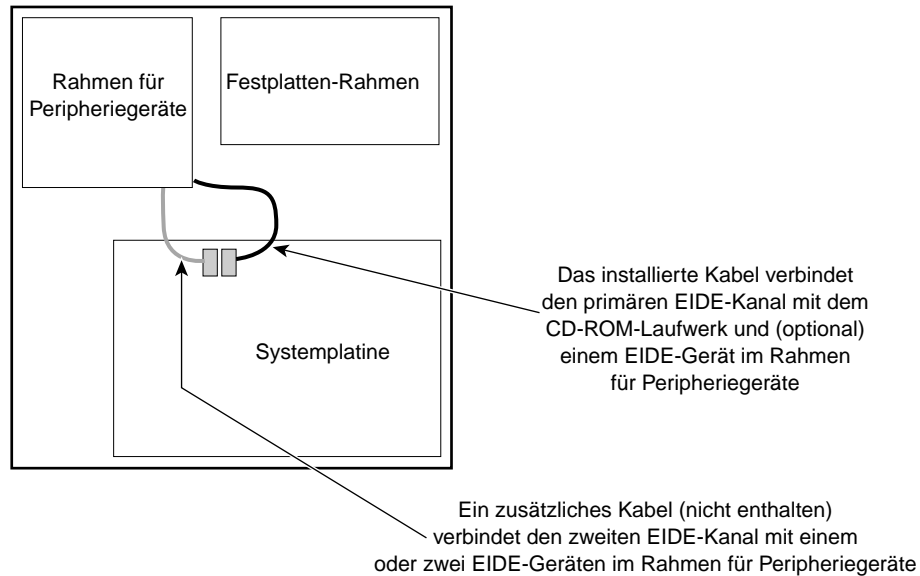 Rahmen für
Peripheriegeräte
Festplatten-Rahmen
Systemplatine
Das installierte Kabel verbindet
den primären EIDE-Kanal mit dem
CD-ROM-Laufwerk und (optional)
einem EIDE-Gerät im Rahmen
für Peripheriegeräte
Ein zusätzliches Kabel (nicht enthalten)
verbindet den zweiten EIDE-Kanal mit einem
oder zwei EIDE-Geräten im Rahmen für Peripheriegeräte